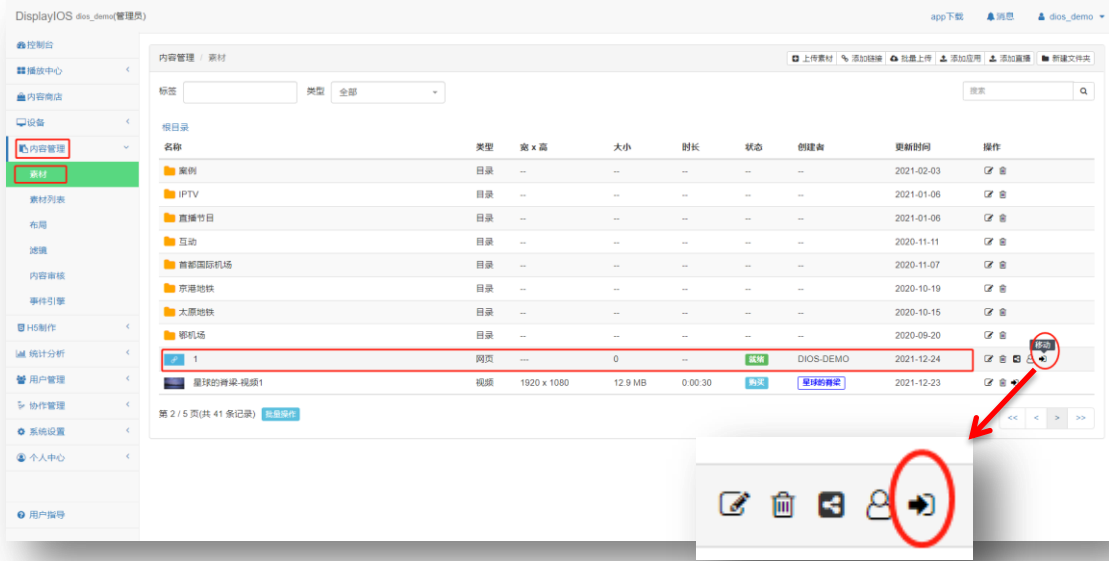 DisplayIOS dios_demo(管理员)
app下载 消息 dios_demo
控制台
播放中心
内容商店
设备
内容管理
素材
素材列表
布局
滤镜
内容审核
事件引擎
H5制作
统计分析
用户管理
协作管理
系统设置
个人中心
用户指导
内容管理 / 素材
上传素材 添加链接 批量上传 添加应用 添加直播 新建文件夹
标签 类型 全部 搜索
根目录
名称 类型 宽 x 高 大小 时长 状态 创建者 更新时间 操作
案例 目录 -- -- -- -- -- 2021-02-03
IPTV 目录 -- -- -- -- -- 2021-01-06
直播节目 目录 -- -- -- -- -- 2021-01-06
互动 目录 -- -- -- -- -- 2020-11-11
首都国际机场 目录 -- -- -- -- -- 2020-11-07
京港地铁 目录 -- -- -- -- -- 2020-10-19
太原地铁 目录 -- -- -- -- -- 2020-10-15
鄂机场 目录 -- -- -- -- -- 2020-09-20
移动
1 网页 --- 0 -- 就绪 DIOS-DEMO 2021-12-24
星球的脊梁-视频1 视频 1920 x 1080 12.9 MB 0:00:30 购买 星球的脊梁 2021-12-23
第 2 / 5 页(共 41 条记录) 批量操作
<< < > >>